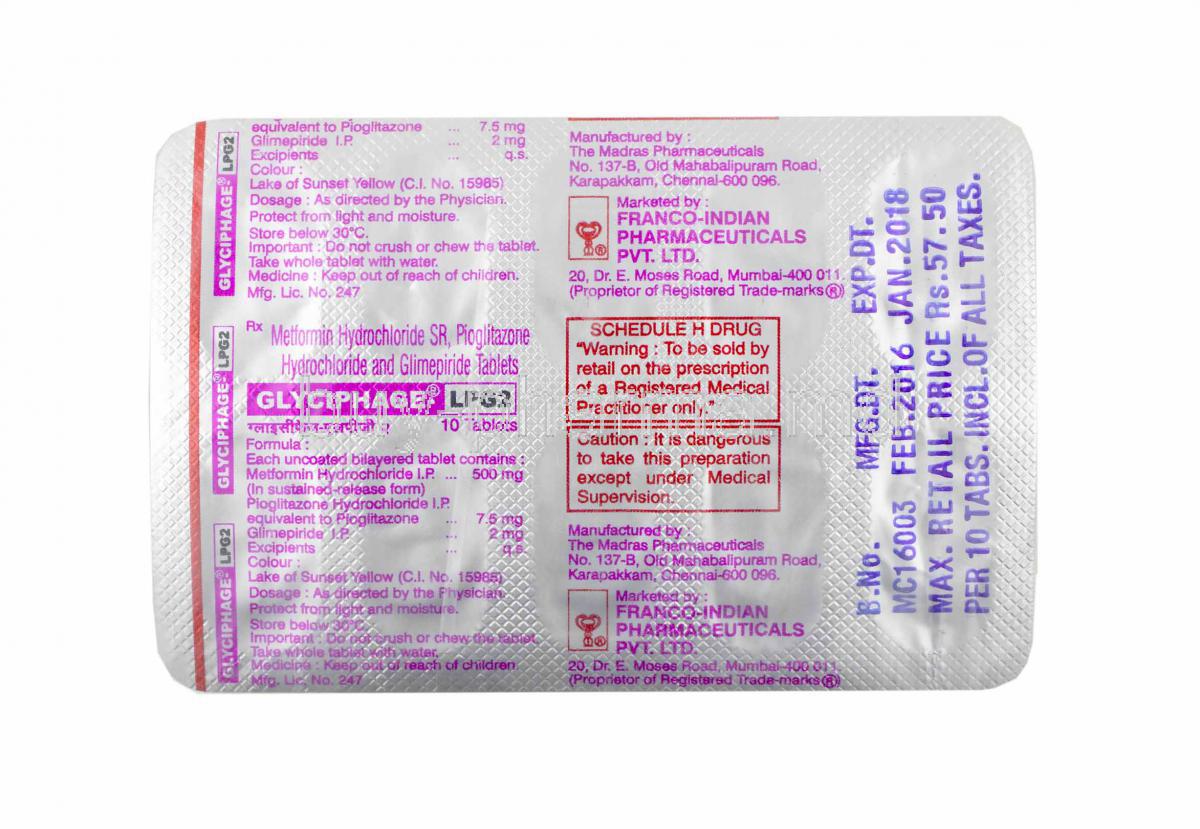 equivalent to Pioglitazone ... 7.5 mg
Glimepiride I.P. ... 2 mg
Excipients ... q.s.
Colour :
Lake of Sunset Yellow (C.I. No. 15985)
Dosage : As directed by the Physician.
Protect from light and moisture.
Store below 30°C.
Important : Do not crush or chew the tablet.
Take whole tablet with water.
Medicine : Keep out of reach of children.
Mfg. Lic. No. 247
GLYCIPHAGE® LPG2
Rx Metformin Hydrochloride SR, Pioglitazone
Hydrochloride and Glimepiride Tablets
GLYCIPHAGE® LPG2
ग्लाइसीफेज-एलपीजी २
10 Tablets
Formula :
Each uncoated bilayered tablet contains :
Metformin Hydrochloride I.P. ... 500 mg
(In sustained-release form)
Pioglitazone Hydrochloride I.P.
equivalent to Pioglitazone ... 7.5 mg
Glimepiride I.P. ... 2 mg
Excipients ... q.s.
Colour :
Lake of Sunset Yellow (C.I. No. 15985)
Dosage : As directed by the Physician.
Protect from light and moisture.
Store below 30°C.
Important : Do not crush or chew the tablet.
Take whole tablet with water.
Medicine : Keep out of reach of children.
Mfg. Lic. No. 247
GLYCIPHAGE® LPG2
GLYCIPHAGE® LPG2
Manufactured by :
The Madras Pharmaceuticals
No. 137-B, Old Mahabalipuram Road,
Karapakkam, Chennai-600 096.
Marketed by :
FRANCO-INDIAN
PHARMACEUTICALS
PVT. LTD.
®
20, Dr. E. Moses Road, Mumbai-400 011.
(Proprietor of Registered Trade-marks ®)
SCHEDULE H DRUG
“Warning : To be sold by
retail on the prescription
of a Registered Medical
Practitioner only.”
Caution : It is dangerous
to take this preparation
except under Medical
Supervision.
Manufactured by :
The Madras Pharmaceuticals
No. 137-B, Old Mahabalipuram Road,
Karapakkam, Chennai-600 096.
Marketed by :
FRANCO-INDIAN
PHARMACEUTICALS
PVT. LTD.
®
20, Dr. E. Moses Road, Mumbai-400 011.
(Proprietor of Registered Trade-marks ®)
B.No. MFG.DT. EXP.DT.
MC16003 FEB.2016 JAN.2018
MAX. RETAIL PRICE Rs.57.50
PER 10 TABS.INCL.OF ALL TAXES.